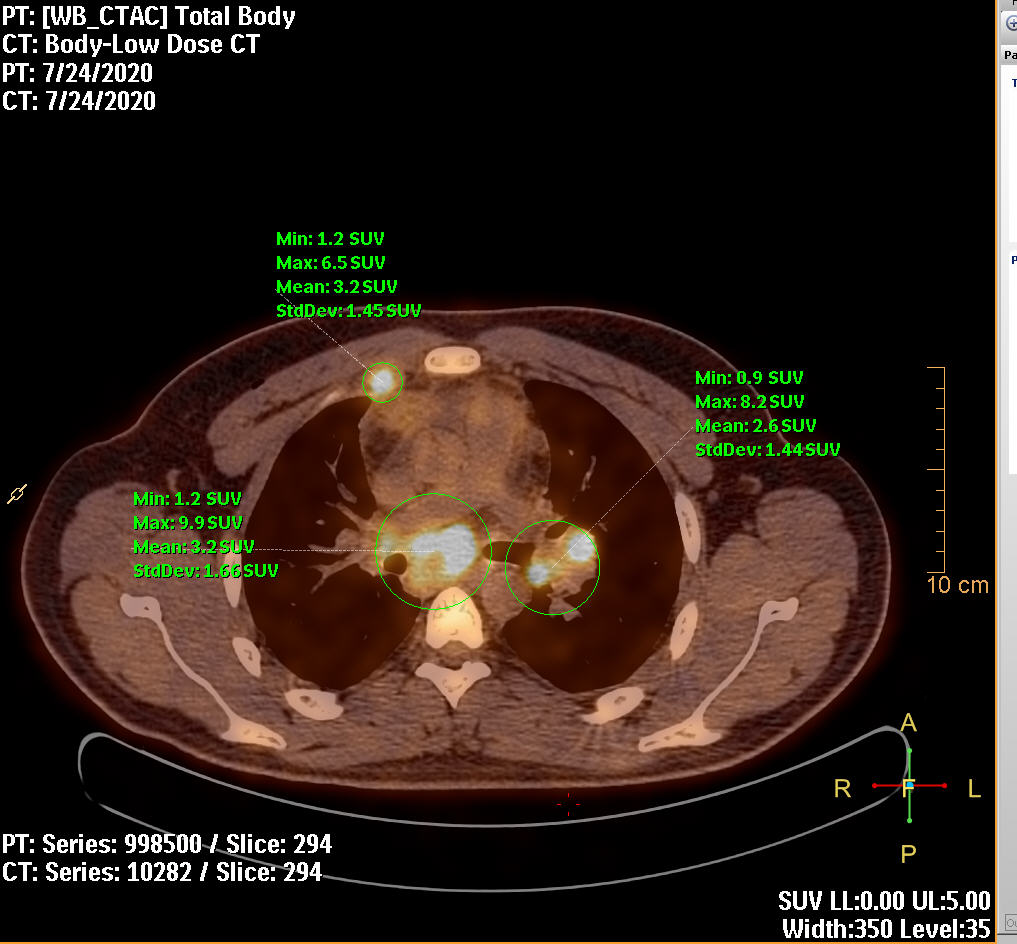 PT: [WB_CTAC] Total Body
CT: Body-Low Dose CT
PT: 7/24/2020
CT: 7/24/2020
Min: 1.2 SUV
Max: 6.5 SUV
Mean: 3.2 SUV
StdDev: 1.45 SUV
Min: 0.9 SUV
Max: 8.2 SUV
Mean: 2.6 SUV
StdDev: 1.44 SUV
Min: 1.2 SUV
Max: 9.9 SUV
Mean: 3.2 SUV
StdDev: 1.66 SUV
10 cm
A
R
F
L
P
PT: Series: 998500 / Slice: 294
CT: Series: 10282 / Slice: 294
SUV LL:0.00 UL:5.00
Width:350 Level:35
Pa
T
P